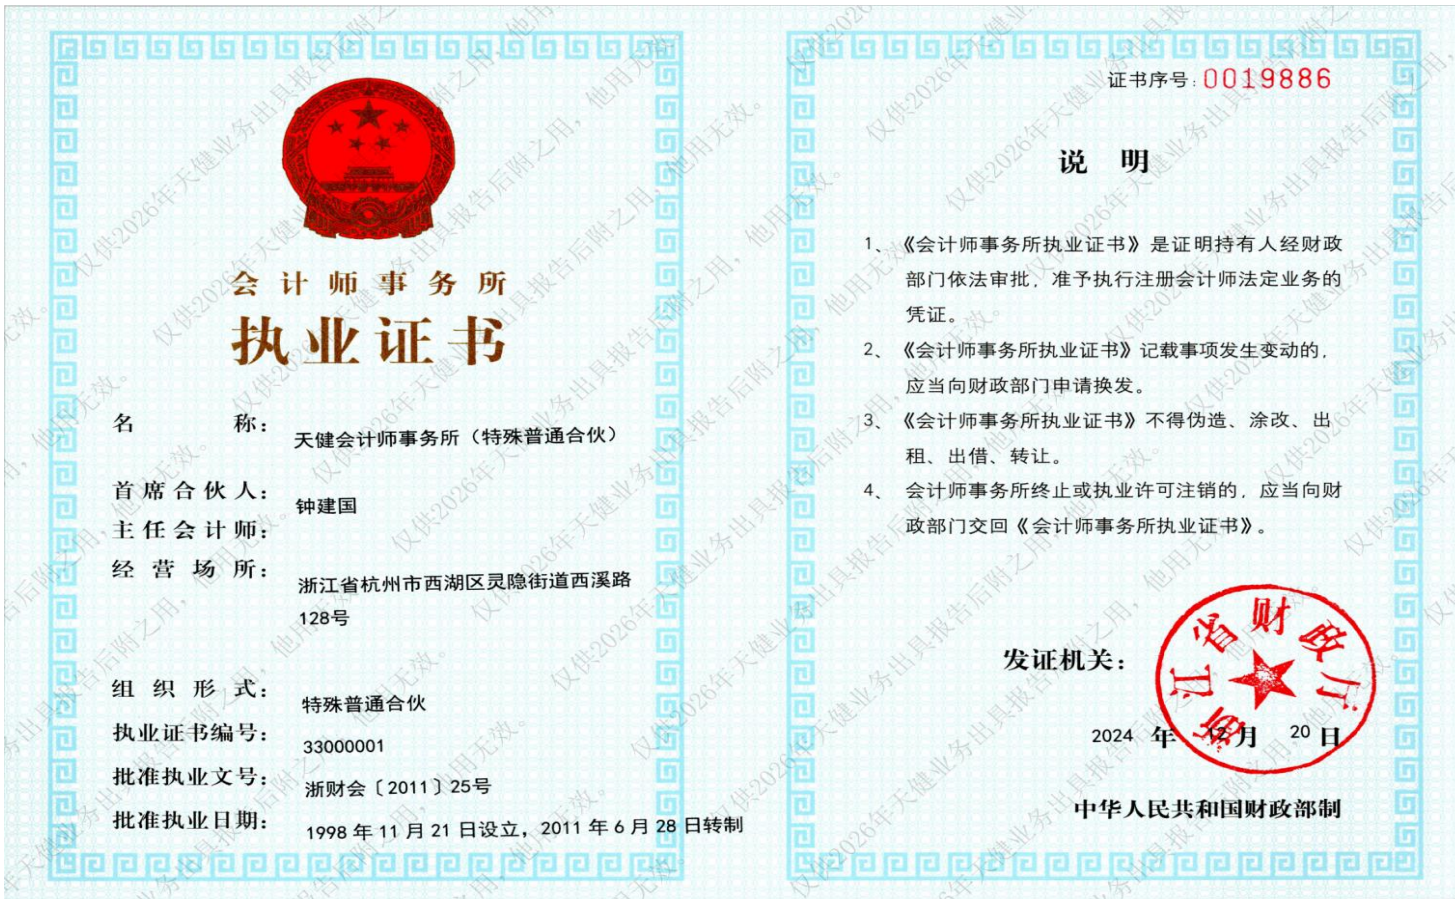 会计师事务所
执业证书
名称：
天健会计师事务所（特殊普通合伙）
首席合伙人：
钟建国
主任会计师：
经营场所：
浙江省杭州市西湖区灵隐街道西溪路
128号
组织形式：
特殊普通合伙
执业证书编号：
33000001
批准执业文号：
浙财会〔2011〕25号
批准执业日期：
1998 年 11 月 21 日设立，2011 年 6 月 28 日转制
证书序号：0019886
说 明
1、《会计师事务所执业证书》是证明持有人经财政
部门依法审批，准予执行注册会计师法定业务的
凭证。
2、《会计师事务所执业证书》记载事项发生变动的，
应当向财政部门申请换发。
3、《会计师事务所执业证书》不得伪造、涂改、出
租、出借、转让。
4、 会计师事务所终止或执业许可注销的，应当向财
政部门交回《会计师事务所执业证书》。
发证机关：
浙江省财政厅
2024 年 12 月 20 日
中华人民共和国财政部制
仅供2026年天健业务出具报告后附之用，他用无效。